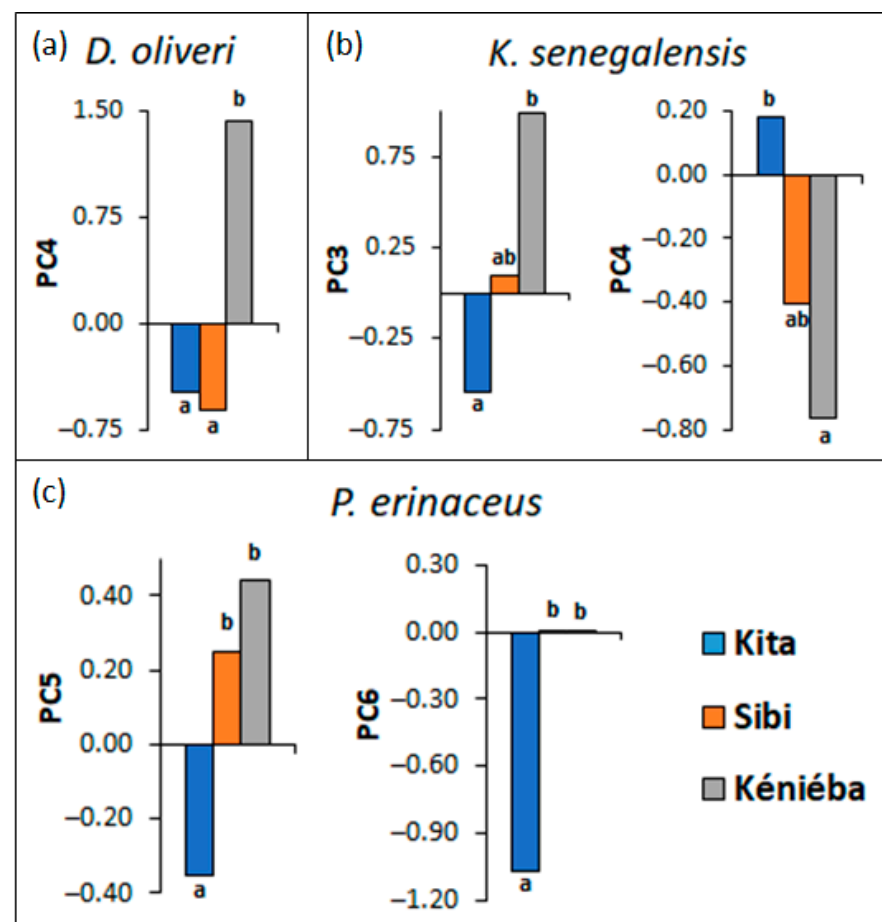 (a) D. oliveri
PC4
1.50
0.75
0.00
–0.75
a
a
b
(b) K. senegalensis
PC3
0.75
0.25
–0.25
–0.75
a
ab
b
PC4
0.20
0.00
–0.20
–0.40
–0.60
–0.80
b
ab
a
(c) P. erinaceus
PC5
0.40
0.20
0.00
–0.20
–0.40
a
b
b
PC6
0.30
0.00
–0.30
–0.60
–0.90
–1.20
a
b b
Kita
Sibi
Kéniéba